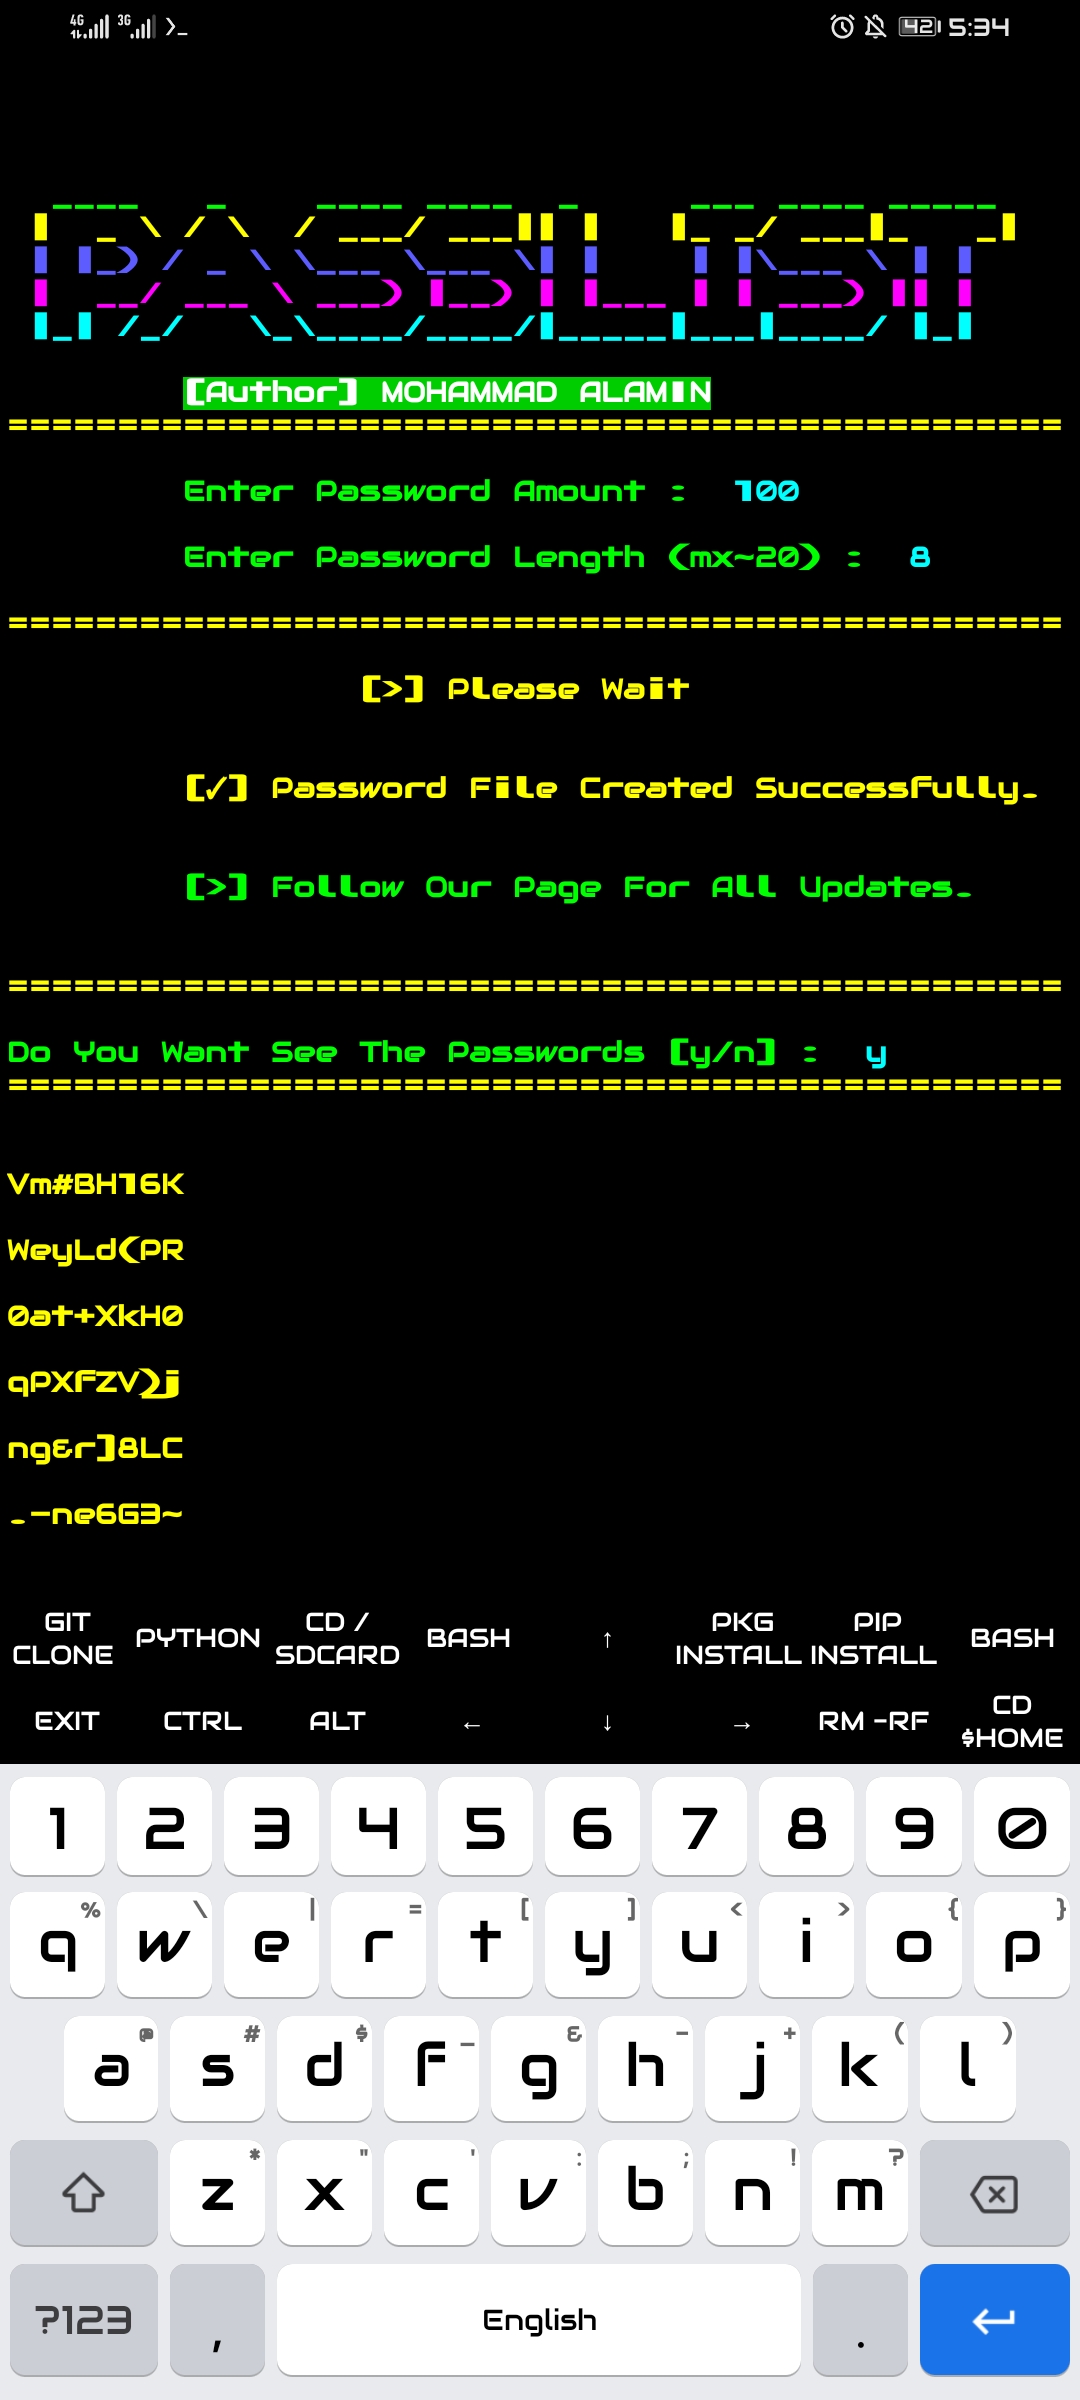 4G 3G 42 5:34
PASSLIST
[Author] MOHAMMAD ALAMIN
================================================
Enter Password Amount : 100
Enter Password Length (mx~20) : 8
================================================
[>] Please Wait
[✓] Password File Created Successfully.
[>] Follow Our Page For All Updates.
================================================
Do You Want See The Passwords [y/n] : y
================================================
Vm#BH16K
WeyLd(PR
0at+XkH0
qPXfZV)j
ng&r]8LC
.-ne6G3~
GIT CLONE PYTHON CD / SDCARD BASH ↑ PKG INSTALL PIP INSTALL BASH
EXIT CTRL ALT ← ↓ → RM -RF CD $HOME
1 2 3 4 5 6 7 8 9 0
q % w \ e | r = t [ y ] u < i > o { p }
a @ s # d $ f _ g & h - j + k ( l )
z * x " c ' v : b ; n ! m ?
?123 , English .